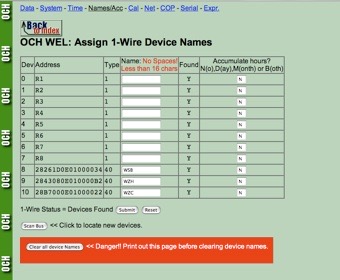 Data - System - Time - Names/Acc - Cal - Net - COP - Serial - Expr.
Back to Index
OCH WEL: Assign 1-Wire Device Names
Dev Address Type Name: No Spaces! Less than 16 chars Found Accumulate hours? N(o),D(ay),M(onth) or B(oth)
0 R1 1 Y N
1 R2 1 Y N
2 R3 1 Y N
3 R4 1 Y N
4 R5 1 Y N
5 R6 1 Y N
6 R7 1 Y N
7 R8 1 Y N
8 28261D0E01000034 40 WSB Y N
9 2843080E010000B2 40 WZH Y N
10 28B7000E01000022 40 WZC Y N
1-Wire Status = Devices Found Submit Reset
Scan Bus << Click to locate new devices.
Clear all device Names << Danger!! Print out this page before clearing device names.
OCH
OCH
OCH
OCH
OCH
OCH
OCH